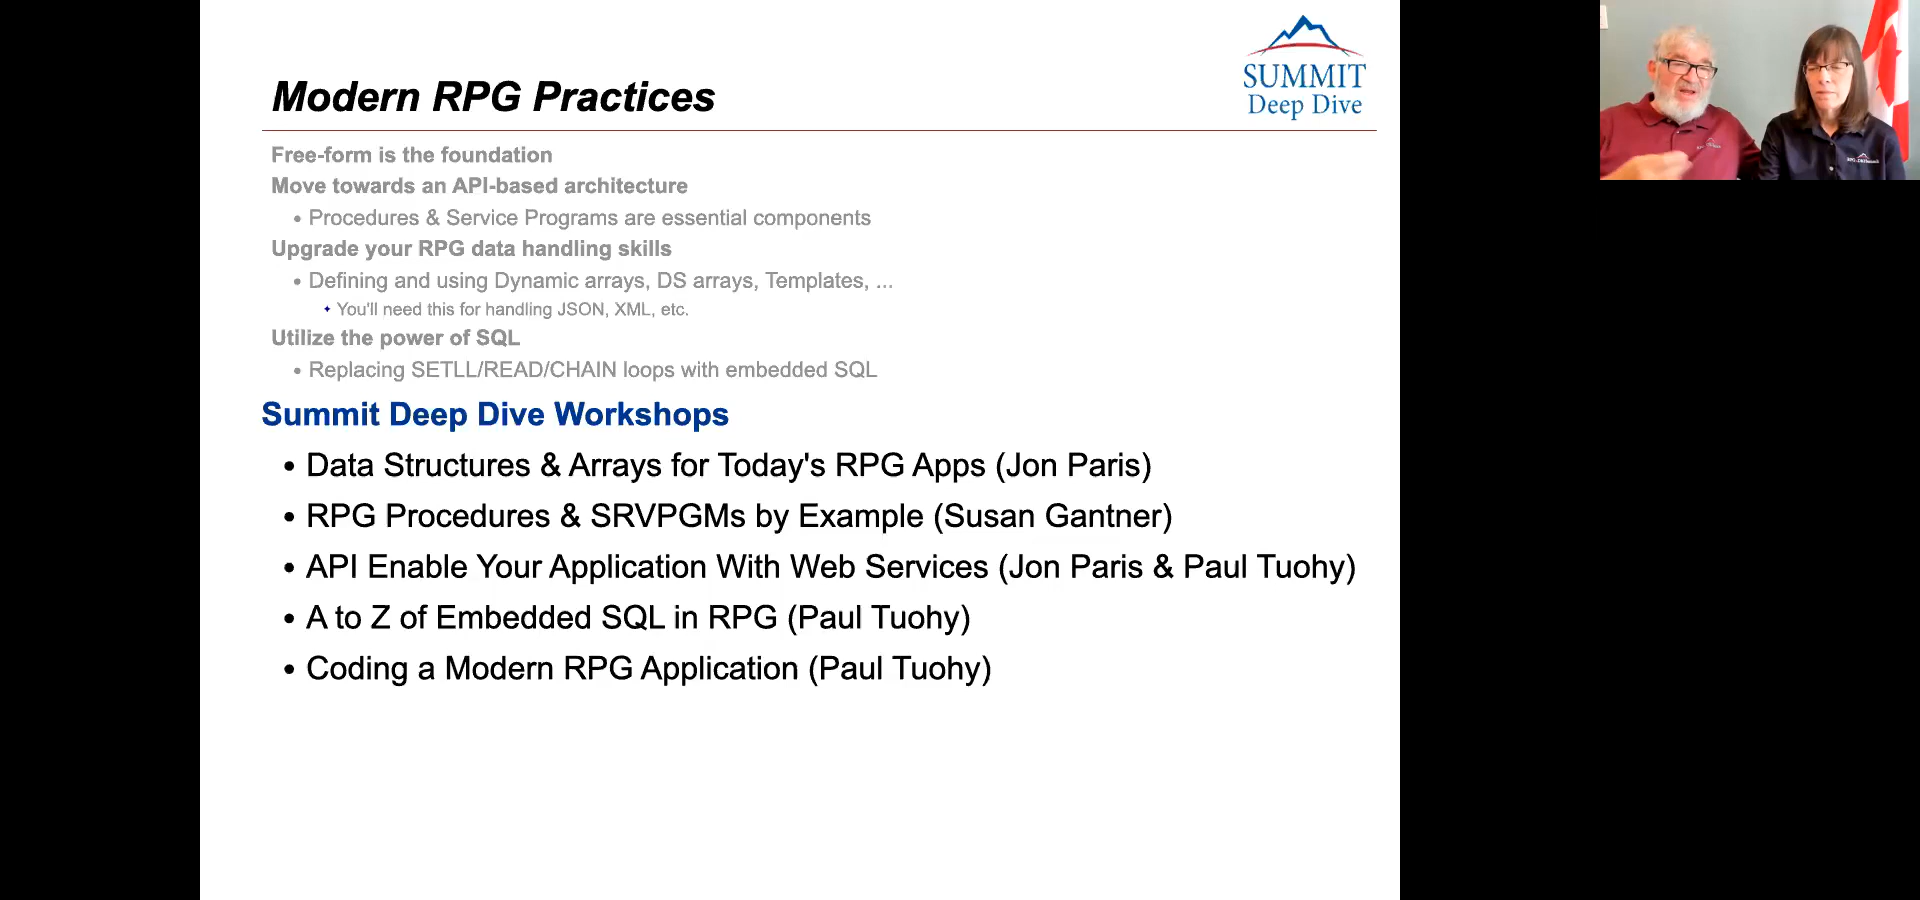 SUMMIT
Deep Dive
Modern RPG Practices
Free-form is the foundation
Move towards an API-based architecture
• Procedures & Service Programs are essential components
Upgrade your RPG data handling skills
• Defining and using Dynamic arrays, DS arrays, Templates, ...
✦ You'll need this for handling JSON, XML, etc.
Utilize the power of SQL
• Replacing SETLL/READ/CHAIN loops with embedded SQL
Summit Deep Dive Workshops
• Data Structures & Arrays for Today's RPG Apps (Jon Paris)
• RPG Procedures & SRVPGMs by Example (Susan Gantner)
• API Enable Your Application With Web Services (Jon Paris & Paul Tuohy)
• A to Z of Embedded SQL in RPG (Paul Tuohy)
• Coding a Modern RPG Application (Paul Tuohy)